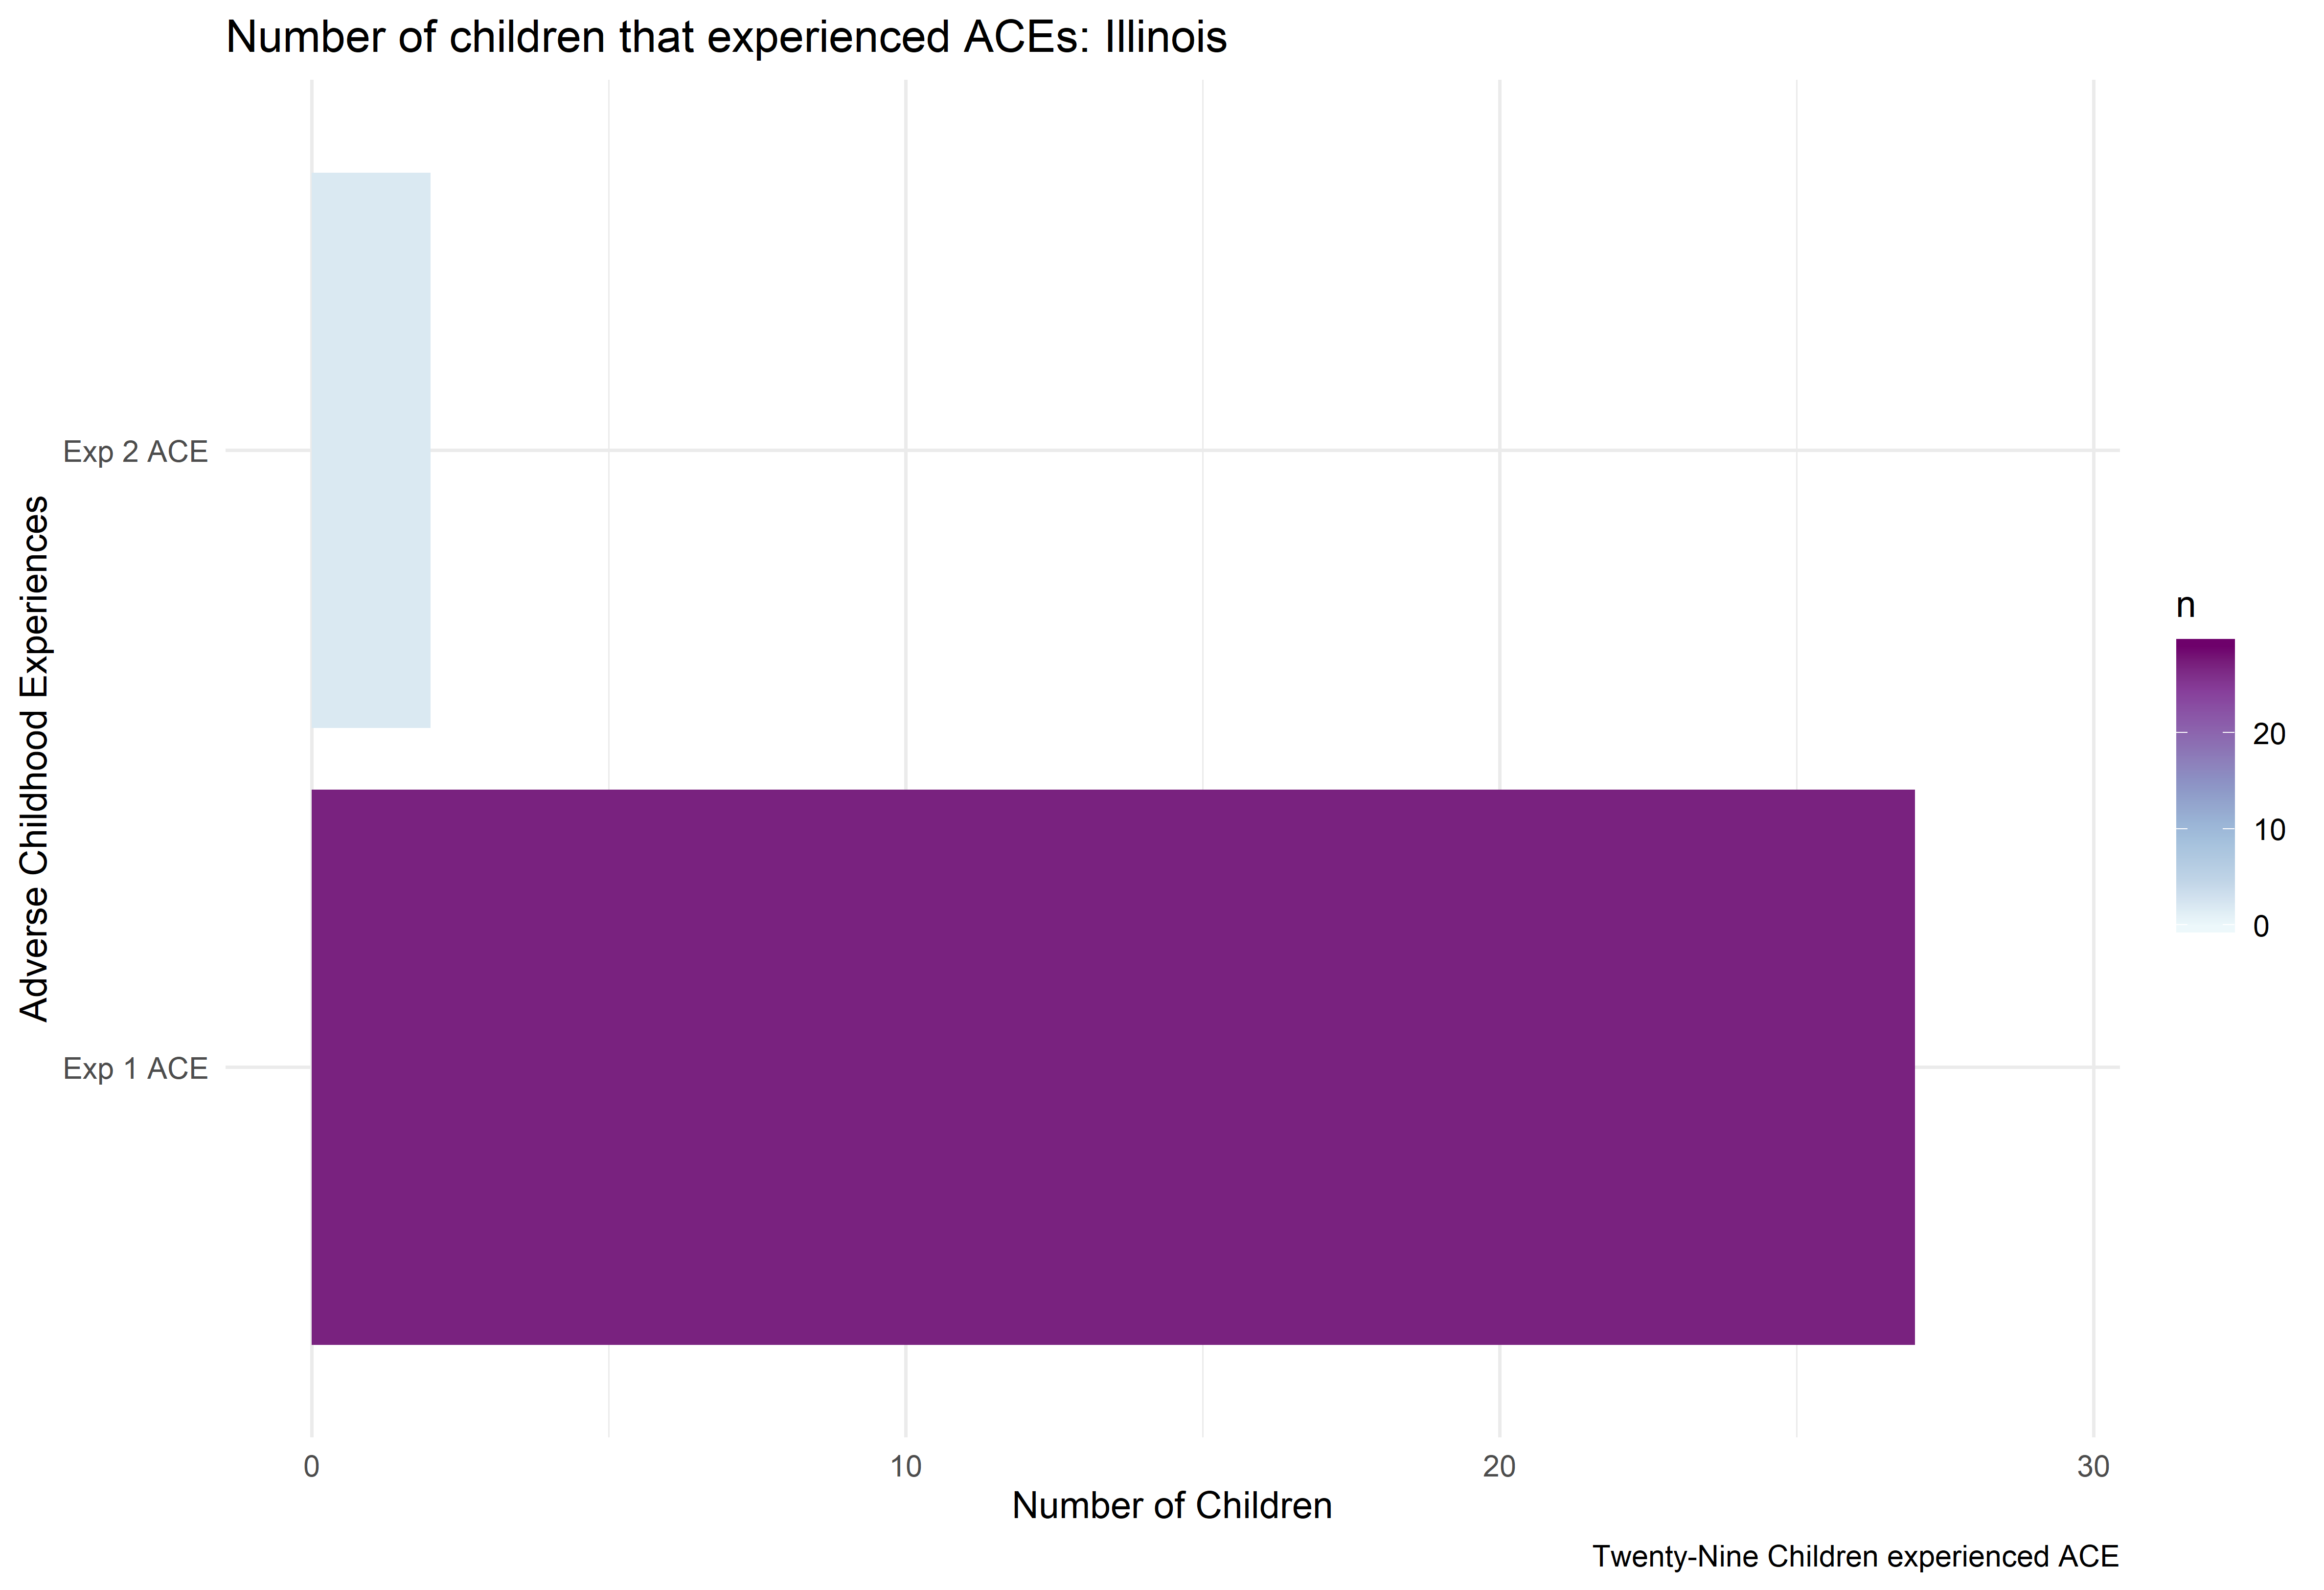 Number of children that experienced ACEs: Illinois
Adverse Childhood Experiences
Exp 2 ACE
Exp 1 ACE
0
10
20
30
Number of Children
n
20
10
0
Twenty-Nine Children experienced ACE